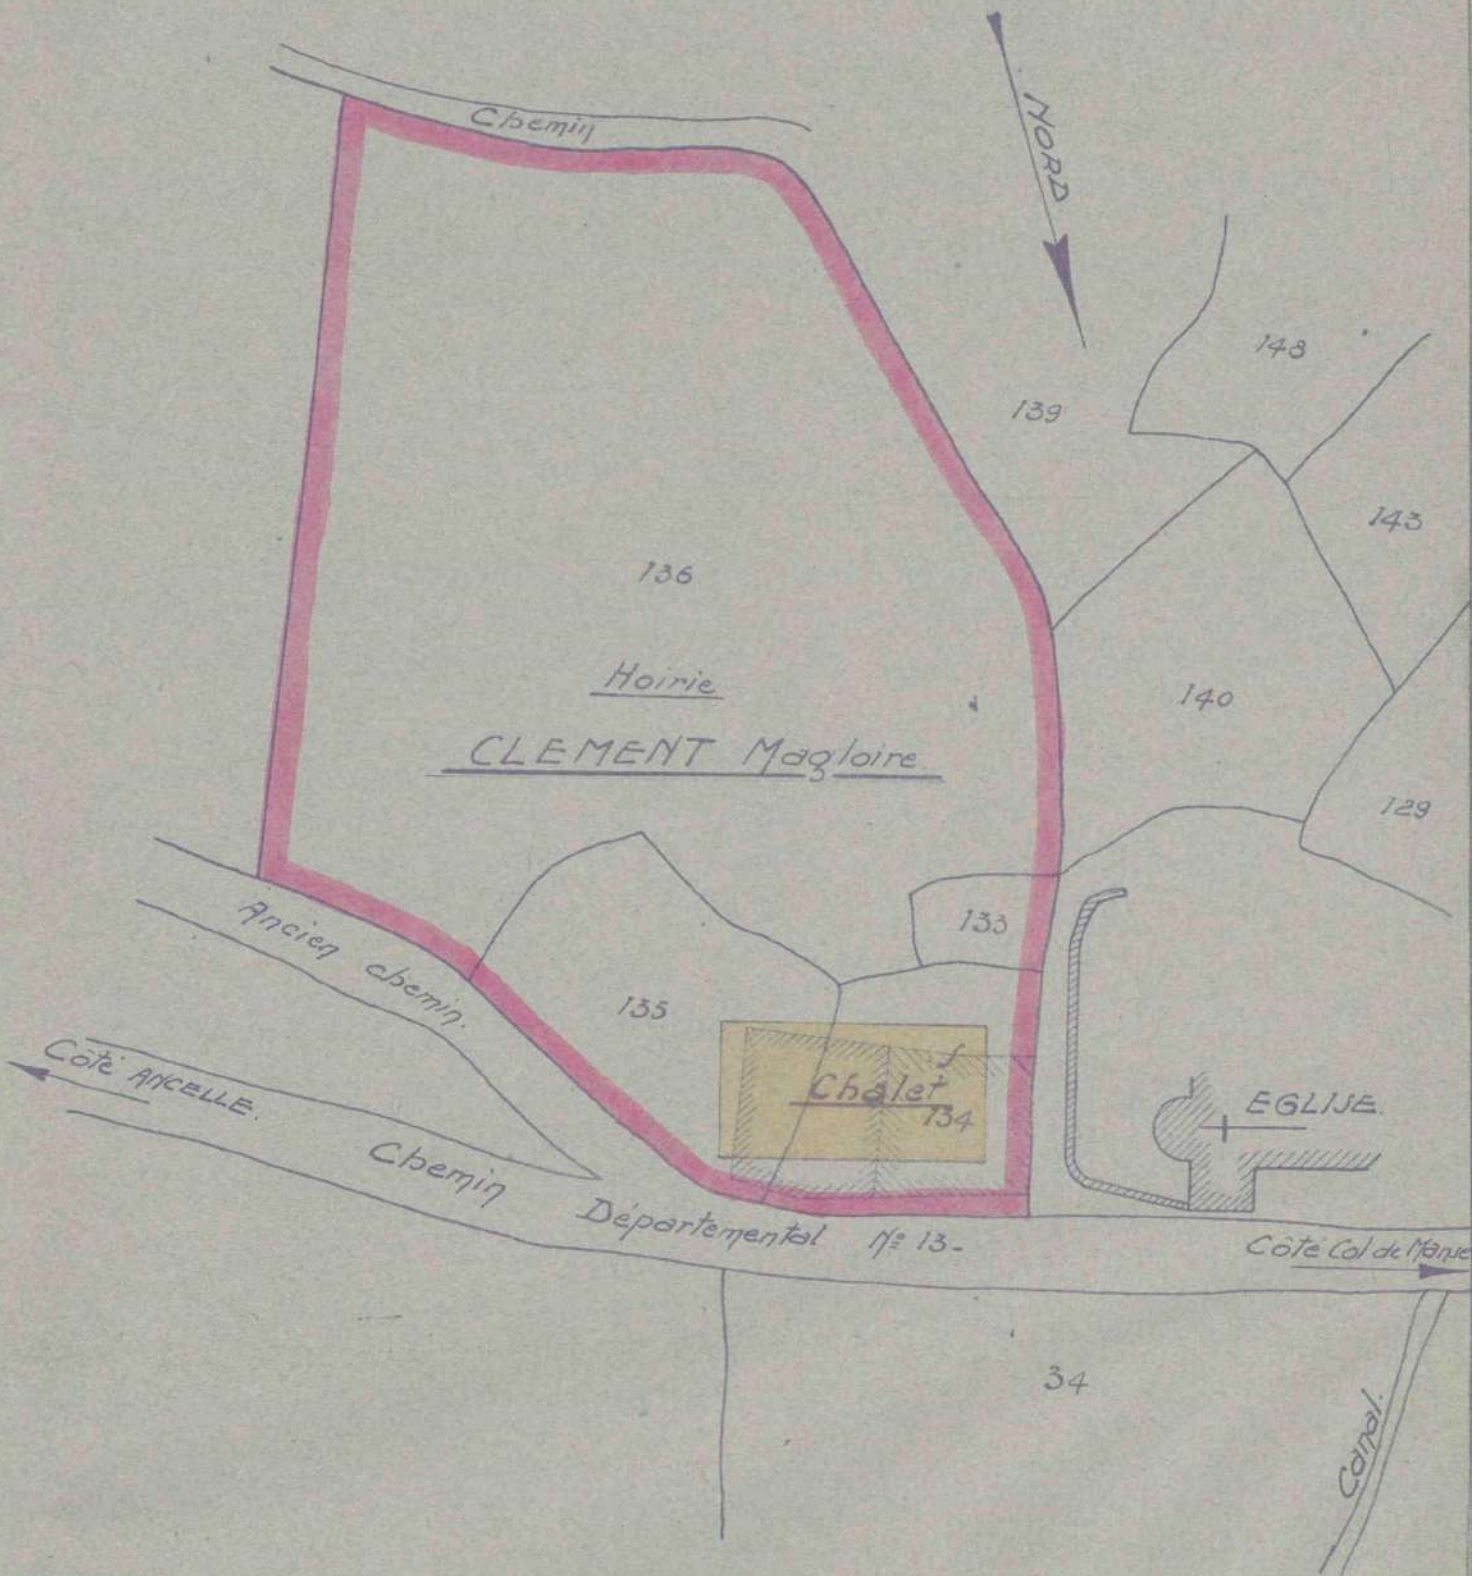 Chemin
NORD
148
139
143
136
Hoirie
140
CLEMENT Magloire.
129
133
Ancien chemin.
135
Côté ANCELLE.
Chalet
134
EGLISE.
Chemin Départemental Nº 13-
Côté Col de Manse
34
Canal.